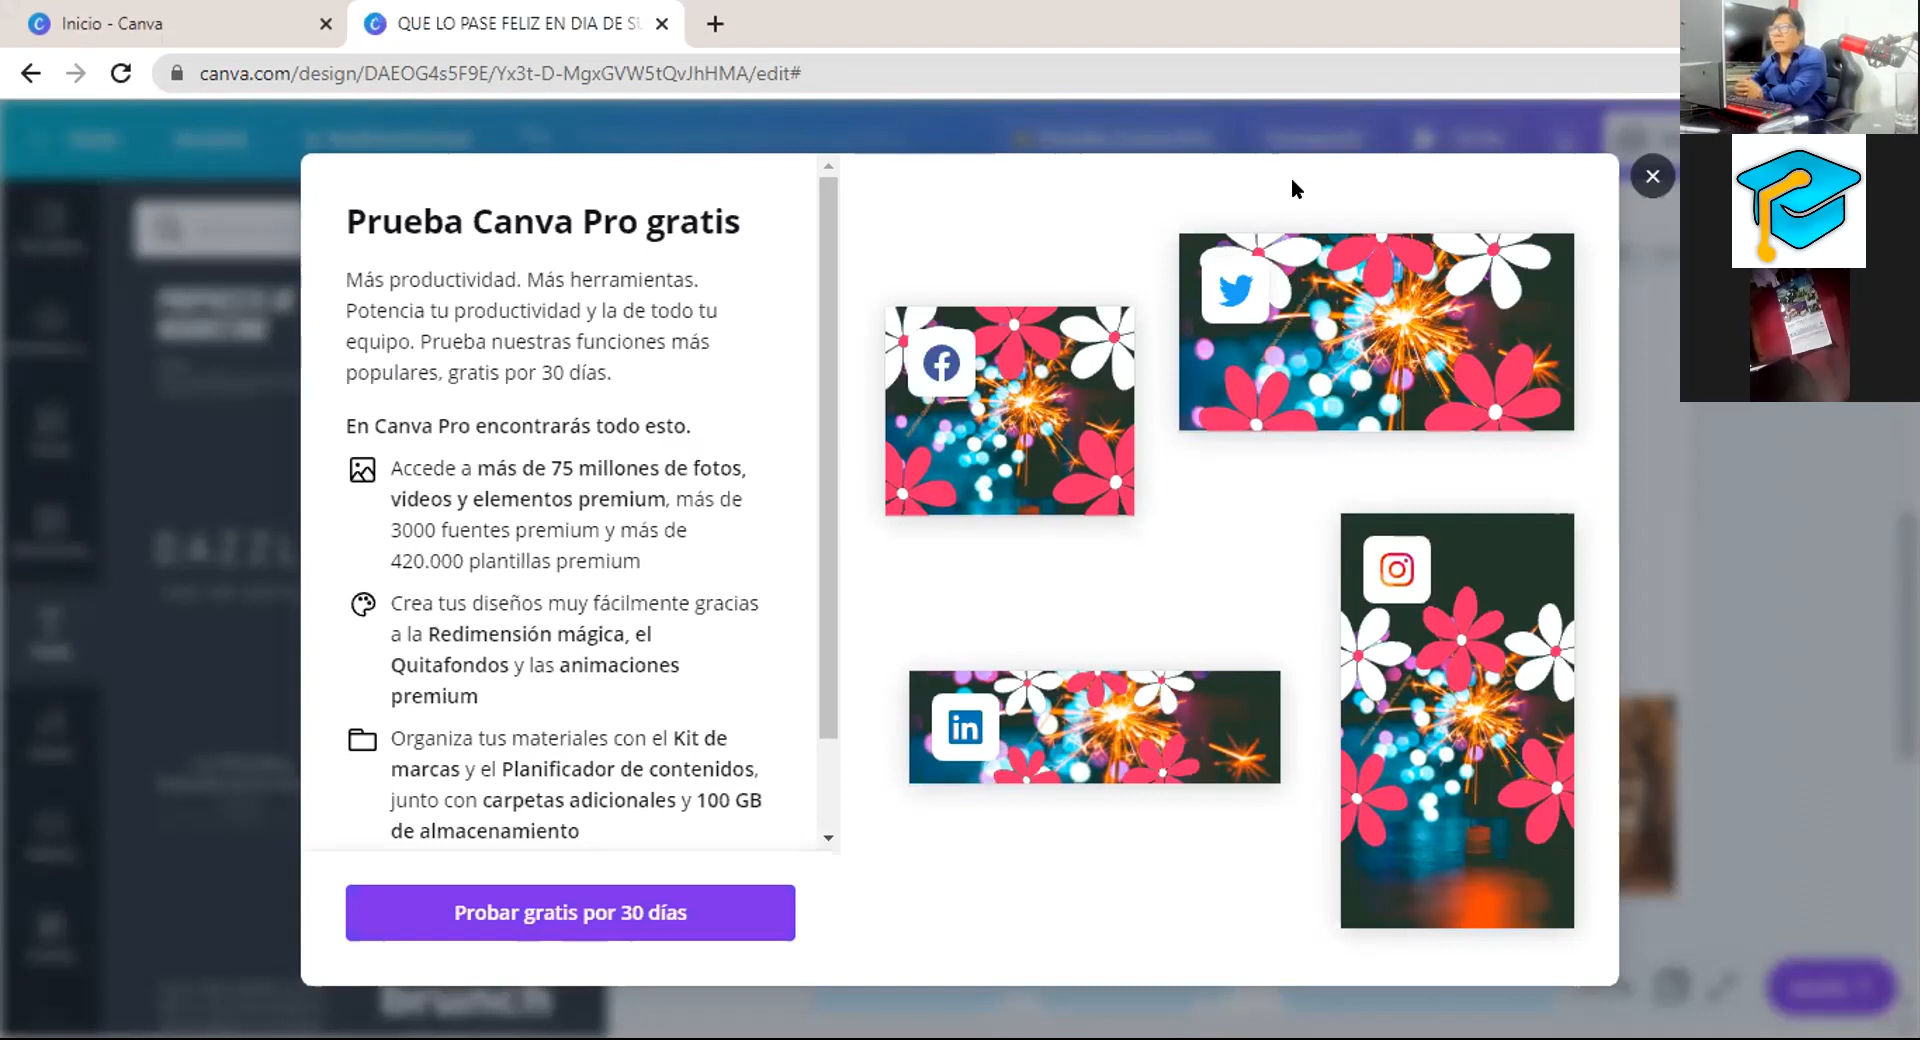 Inicio - Canva
QUE LO PASE FELIZ EN DIA DE SU
canva.com/design/DAEOG4s5F9E/Yx3t-D-MgxGVW5tQvJhHMA/edit#
Prueba Canva Pro gratis
Más productividad. Más herramientas.
Potencia tu productividad y la de todo tu
equipo. Prueba nuestras funciones más
populares, gratis por 30 días.
En Canva Pro encontrarás todo esto.
Accede a más de 75 millones de fotos,
videos y elementos premium, más de
3000 fuentes premium y más de
420.000 plantillas premium
Crea tus diseños muy fácilmente gracias
a la Redimensión mágica, el
Quitafondos y las animaciones
premium
Organiza tus materiales con el Kit de
marcas y el Planificador de contenidos,
junto con carpetas adicionales y 100 GB
de almacenamiento
Probar gratis por 30 días
in
brunch